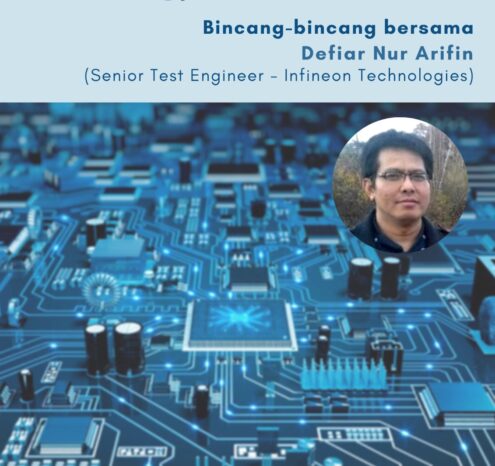 Bincang-bincang bersama
Defiar Nur Arifin
(Senior Test Engineer - Infineon Technologies)